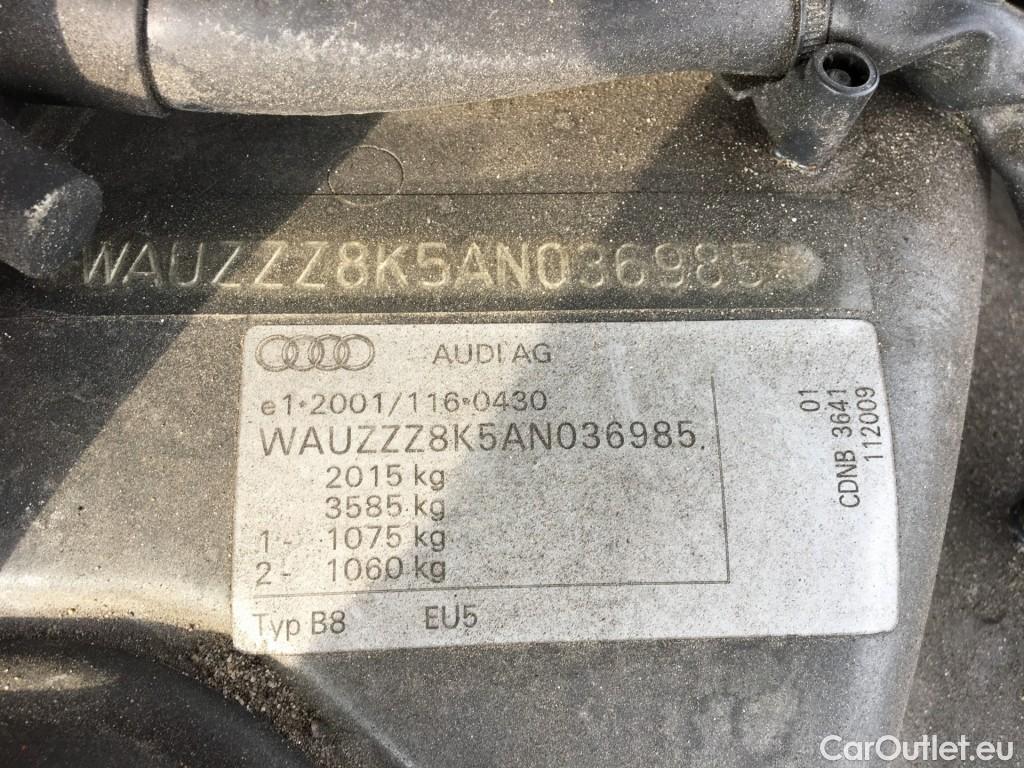 WAUZZZ8K5AN036985*
AUDI AG
e1*2001/116*0430
WAUZZZ8K5AN036985.
2015 kg
3585 kg
1- 1075 kg
2- 1060 kg
Typ B8 EU5
01
CDNB 3641
112009
CarOutlet.eu